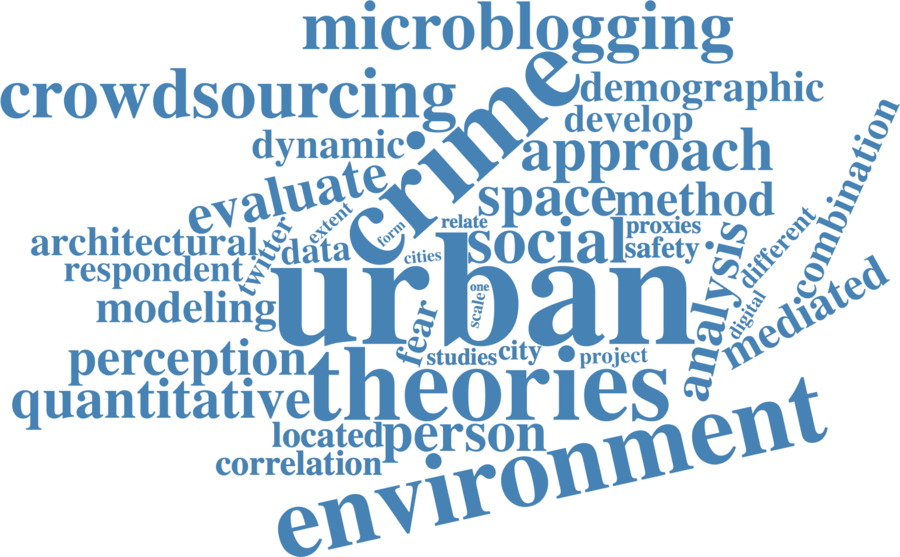 microblogging
crowdsourcing
crime
demographic
develop
dynamic
approach
combination
evaluate
space
method
extent
form
relate
proxies
architectural
twitter
data
cities
social
safety
analysis
different
respondent
urban
one
scale
digital
mediated
modeling
fear
studies
city
project
perception
theories
quantitative
located
person
correlation
environment